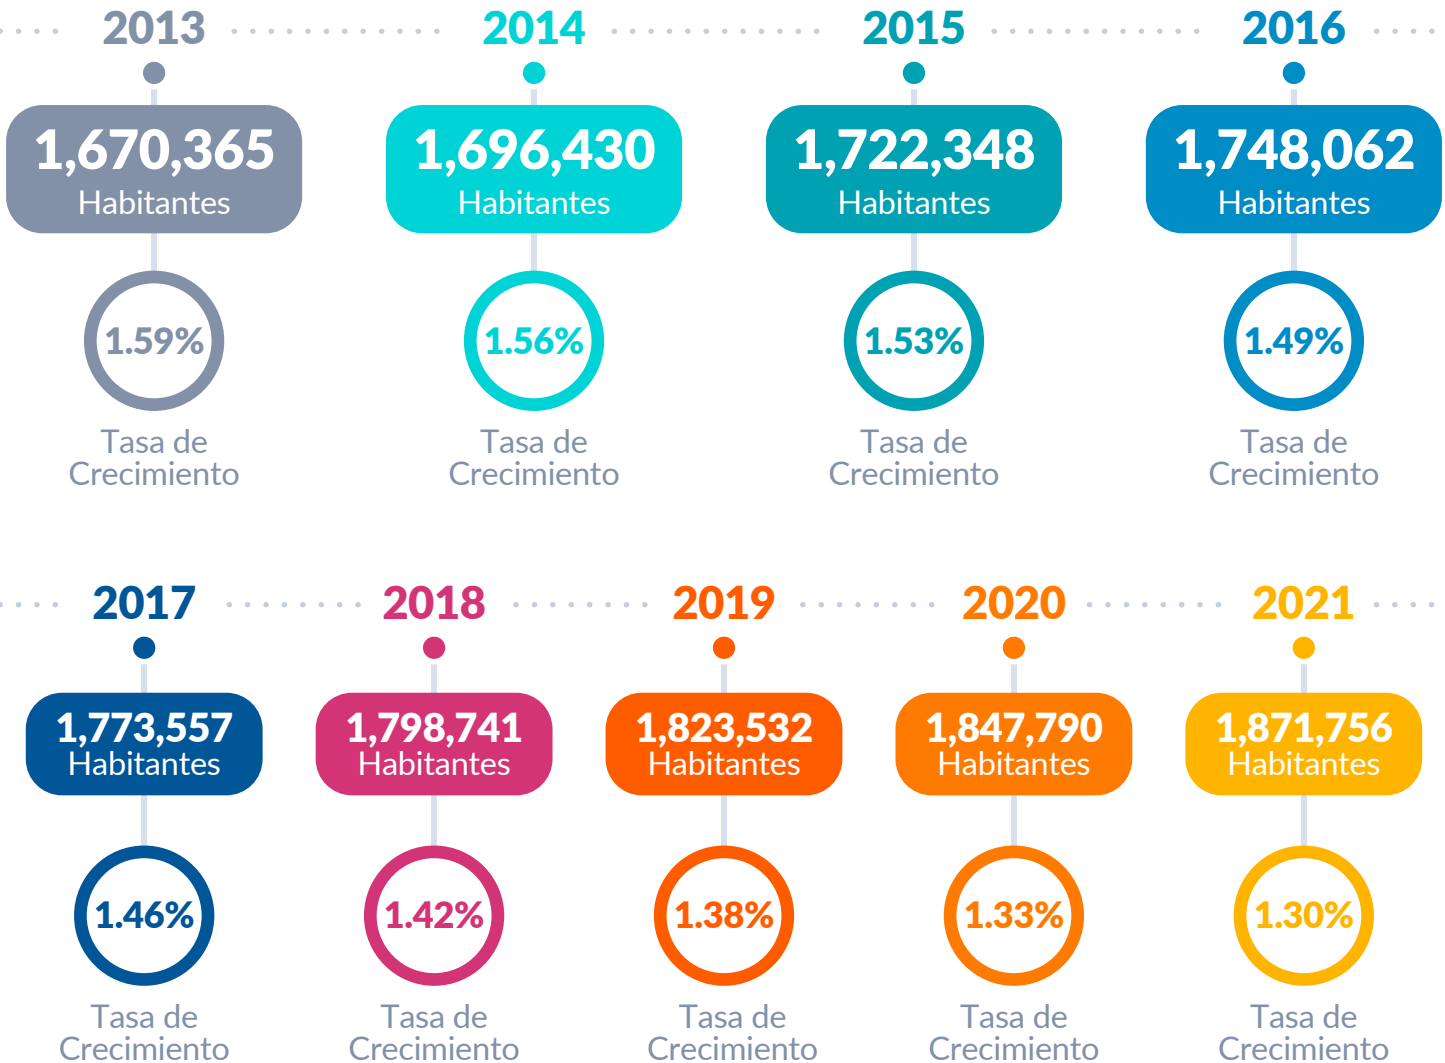 2013 2014 2015 2016
1,670,365 1,696,430 1,722,348 1,748,062
Habitantes Habitantes Habitantes Habitantes
1.59% 1.56% 1.53% 1.49%
Tasa de Tasa de Tasa de Tasa de
Crecimiento Crecimiento Crecimiento Crecimiento
2017 2018 2019 2020 2021
1,773,557 1,798,741 1,823,532 1,847,790 1,871,756
Habitantes Habitantes Habitantes Habitantes Habitantes
1.46% 1.42% 1.38% 1.33% 1.30%
Tasa de Tasa de Tasa de Tasa de Tasa de
Crecimiento Crecimiento Crecimiento Crecimiento Crecimiento